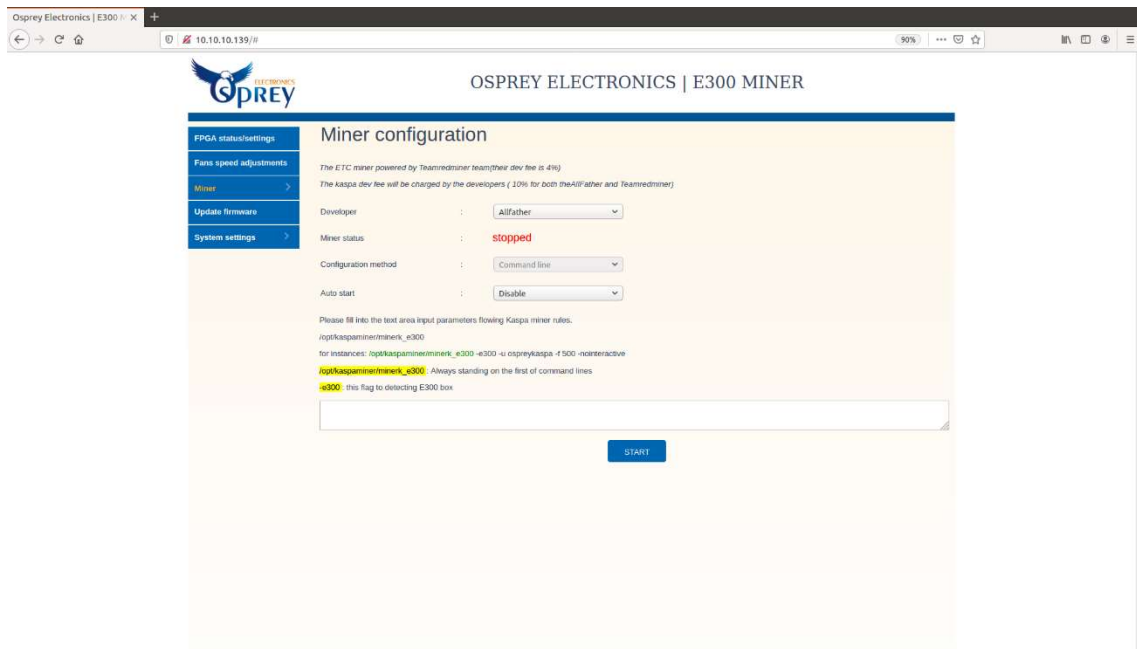 Osprey Electronics | E300 M
10.10.10.139/#
90%
ELECTRONICS
OSPREY
OSPREY ELECTRONICS | E300 MINER
FPGA status/settings
Fans speed adjustments
Miner
Update firmware
System settings
Miner configuration
The ETC miner powered by Teamredminer team(their dev fee is 4%)
The kaspa dev fee will be charged by the developers ( 10% for both theAllFather and Teamredminer)
Developer : Allfather
Miner status : stopped
Configuration method : Command line
Auto start : Disable
Please fill into the text area input parameters flowing Kaspa miner rules.
/opt/kaspaminer/minerk_e300
for instances: /opt/kaspaminer/minerk_e300 -e300 -u ospreykaspa -f 500 -nointeractive
/opt/kaspaminer/minerk_e300 : Always standing on the first of command lines
-e300 : this flag to detecting E300 box
START